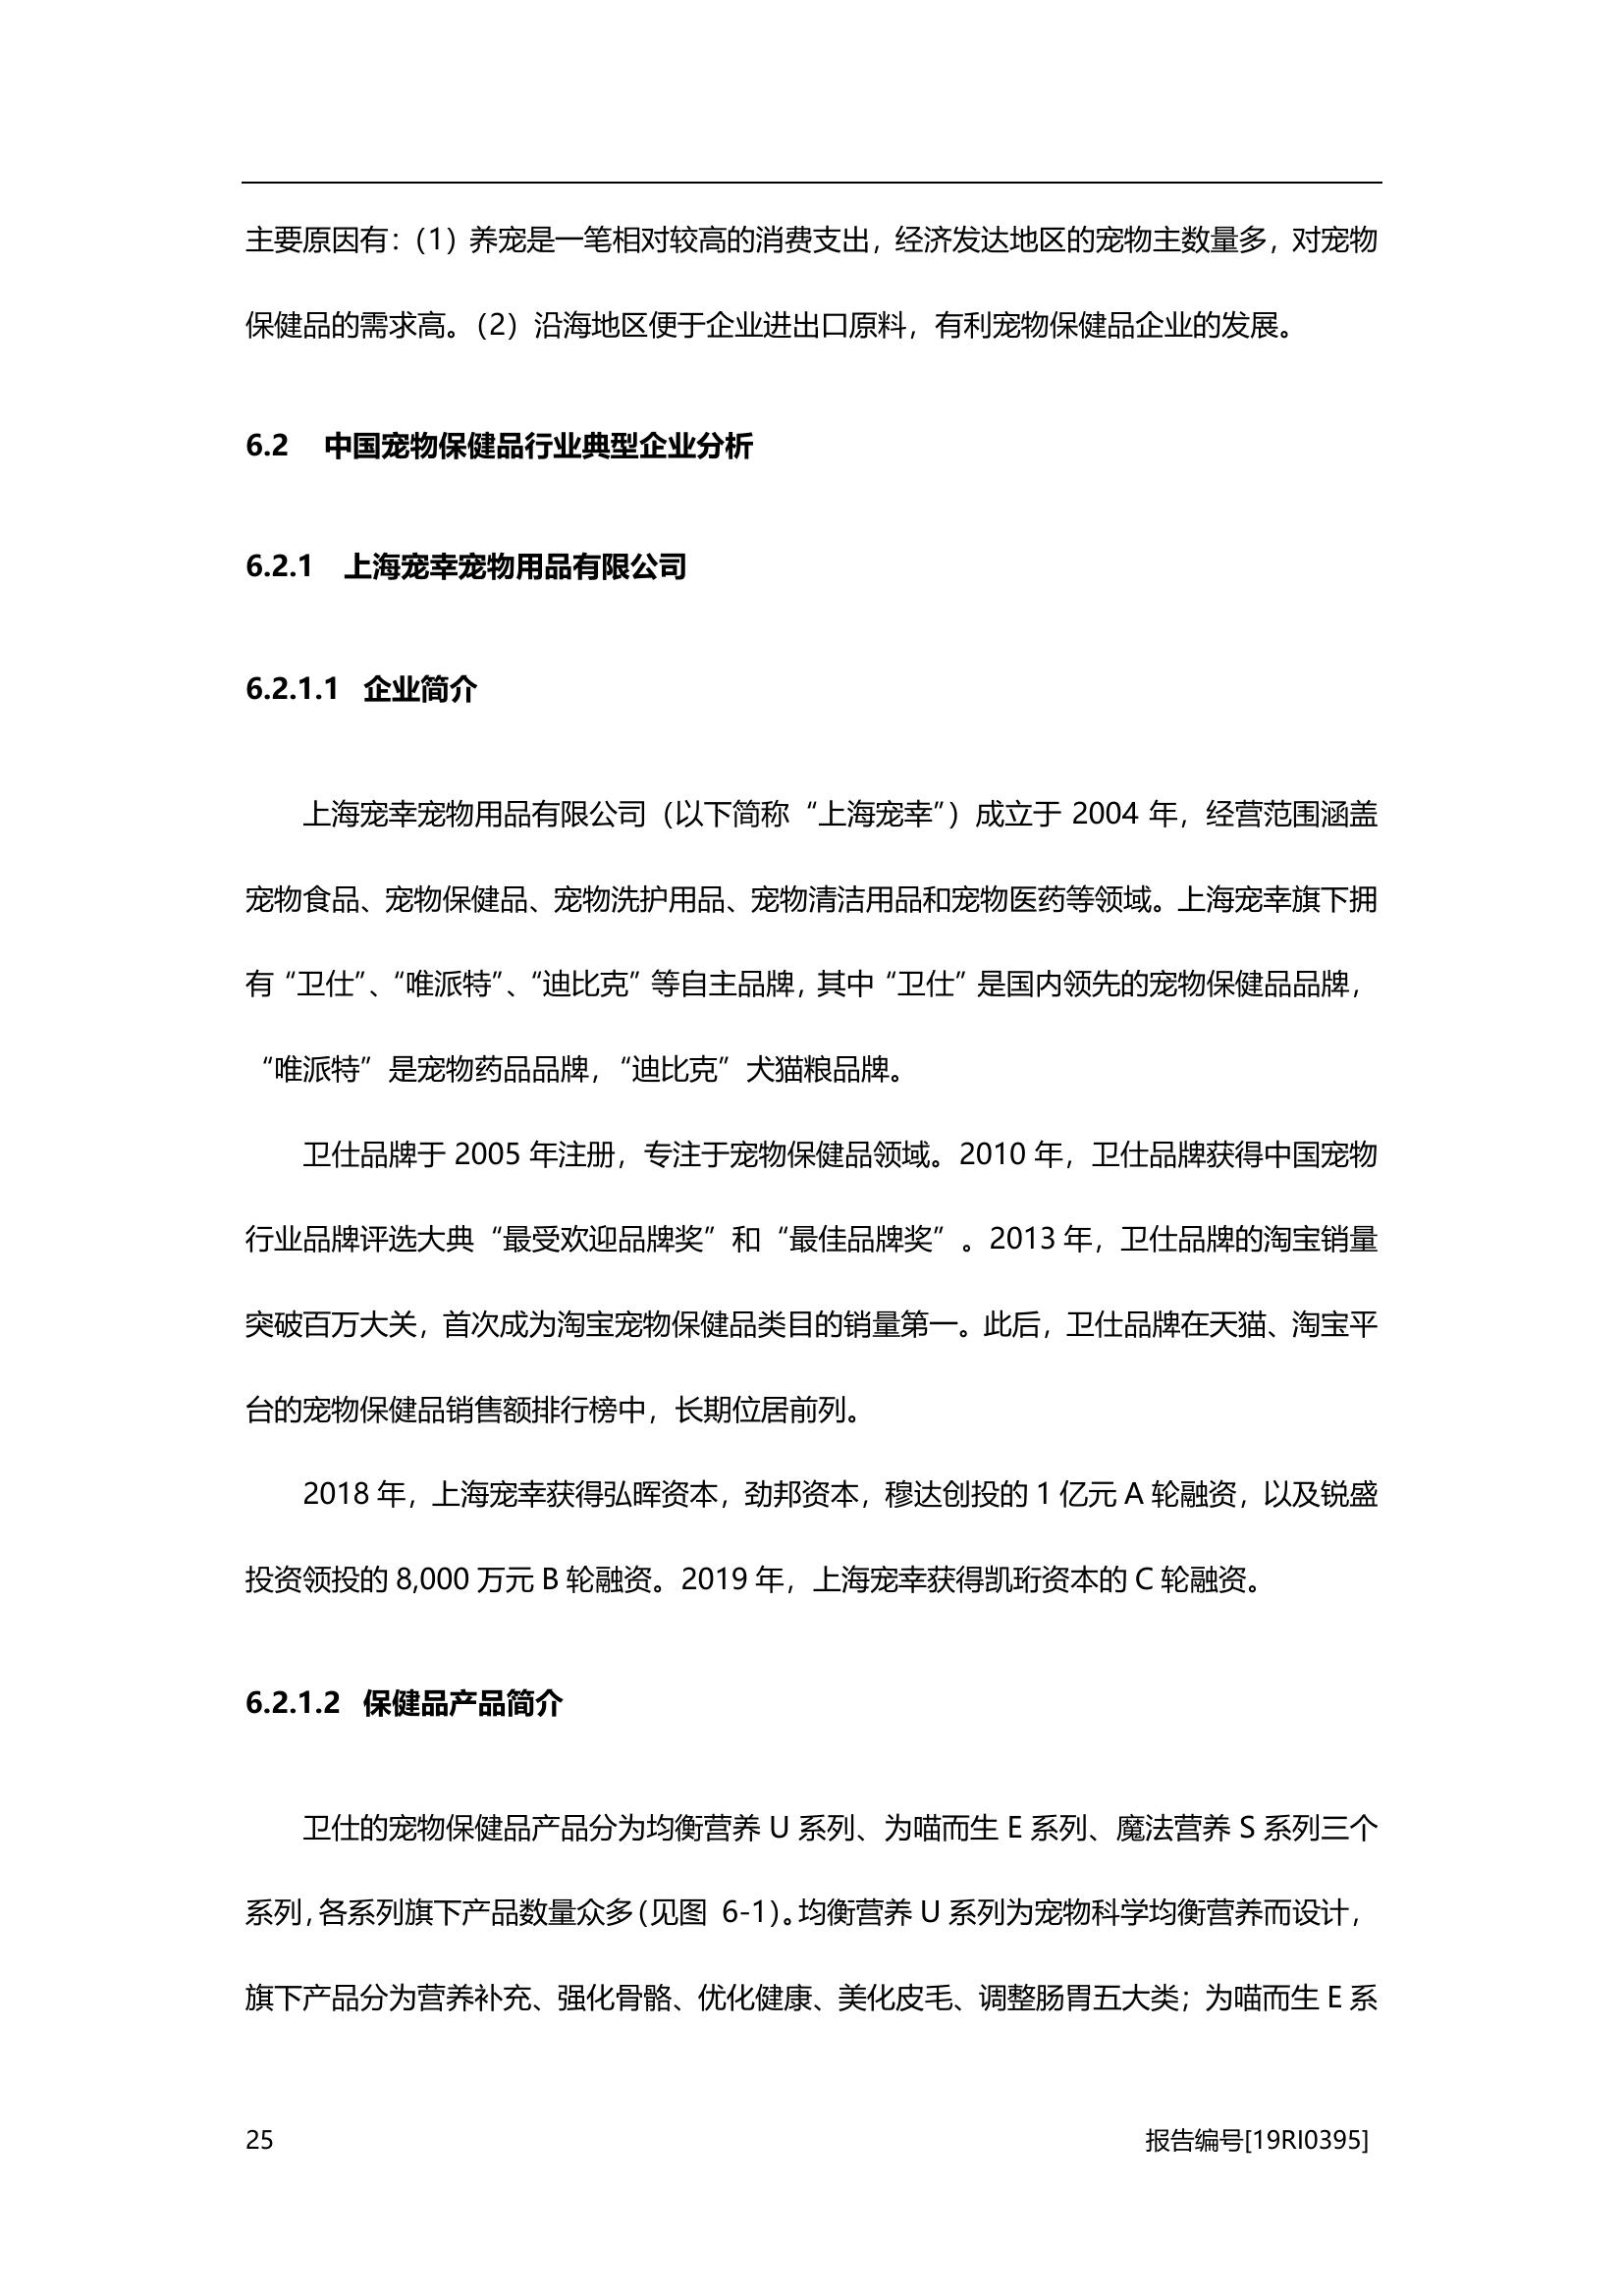 主要原因有：（1）养宠是一笔相对较高的消费支出，经济发达地区的宠物主数量多，对宠物
保健品的需求高。（2）沿海地区便于企业进出口原料，有利宠物保健品企业的发展。
6.2 中国宠物保健品行业典型企业分析
6.2.1 上海宠幸宠物用品有限公司
6.2.1.1 企业简介
上海宠幸宠物用品有限公司（以下简称“上海宠幸”）成立于 2004 年，经营范围涵盖
宠物食品、宠物保健品、宠物洗护用品、宠物清洁用品和宠物医药等领域。上海宠幸旗下拥
有“卫仕”、“唯派特”、“迪比克”等自主品牌，其中“卫仕”是国内领先的宠物保健品品牌，
“唯派特”是宠物药品品牌，“迪比克”犬猫粮品牌。
卫仕品牌于 2005 年注册，专注于宠物保健品领域。2010 年，卫仕品牌获得中国宠物
行业品牌评选大典“最受欢迎品牌奖”和“最佳品牌奖”。2013 年，卫仕品牌的淘宝销量
突破百万大关，首次成为淘宝宠物保健品类目的销量第一。此后，卫仕品牌在天猫、淘宝平
台的宠物保健品销售额排行榜中，长期位居前列。
2018 年，上海宠幸获得弘晖资本，劲邦资本，穆达创投的 1 亿元 A 轮融资，以及锐盛
投资领投的 8,000 万元 B 轮融资。2019 年，上海宠幸获得凯珩资本的 C 轮融资。
6.2.1.2 保健品产品简介
卫仕的宠物保健品产品分为均衡营养 U 系列、为喵而生 E 系列、魔法营养 S 系列三个
系列，各系列旗下产品数量众多（见图 6-1）。均衡营养 U 系列为宠物科学均衡营养而设计，
旗下产品分为营养补充、强化骨骼、优化健康、美化皮毛、调整肠胃五大类；为喵而生 E 系
25 报告编号[19RI0395]